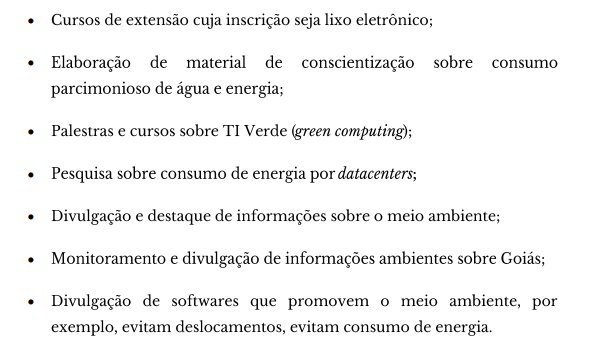 • Cursos de extensão cuja inscrição seja lixo eletrônico;
• Elaboração de material de conscientização sobre consumo
parcimonioso de água e energia;
• Palestras e cursos sobre TI Verde (green computing);
• Pesquisa sobre consumo de energia por datacenters;
• Divulgação e destaque de informações sobre o meio ambiente;
• Monitoramento e divulgação de informações ambientes sobre Goiás;
• Divulgação de softwares que promovem o meio ambiente, por
exemplo, evitam deslocamentos, evitam consumo de energia.